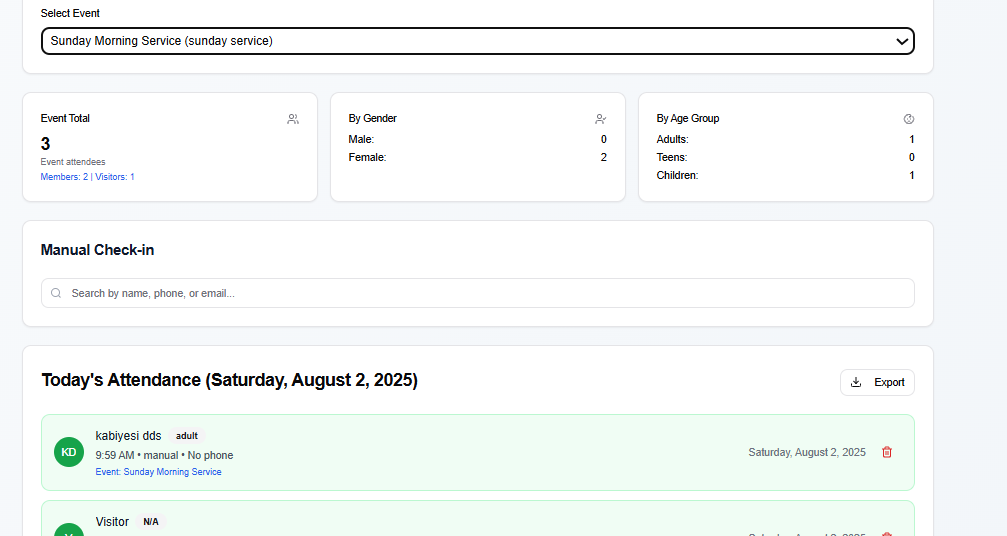 Select Event
Sunday Morning Service (sunday service)
Event Total
3
Event attendees
Members: 2 | Visitors: 1
By Gender
Male: 0
Female: 2
By Age Group
Adults: 1
Teens: 0
Children: 1
Manual Check-in
Search by name, phone, or email...
Today's Attendance (Saturday, August 2, 2025)
Export
KD
kabiyesi dds adult
9:59 AM • manual • No phone
Event: Sunday Morning Service
Saturday, August 2, 2025
Visitor N/A